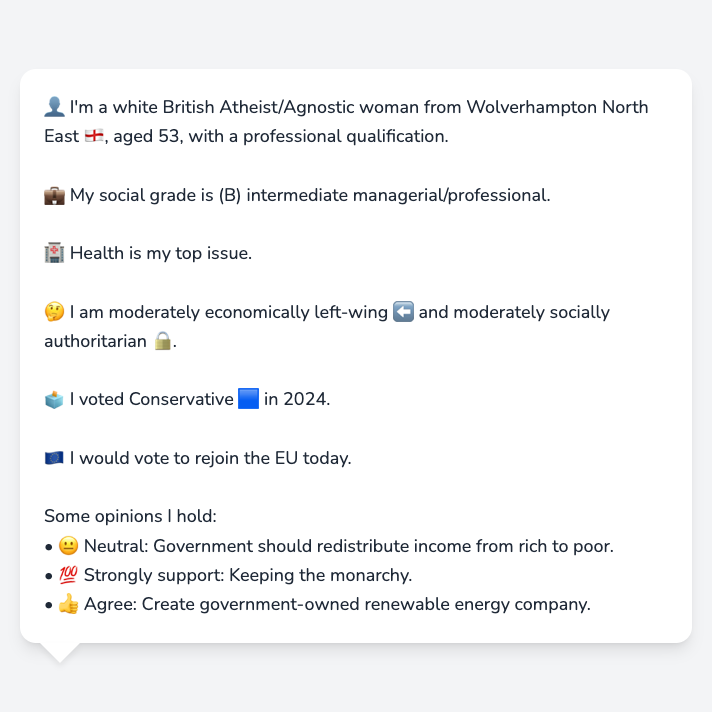 👤 I'm a white British Atheist/Agnostic woman from Wolverhampton North
East 🏴󠁧󠁢󠁥󠁮󠁧󠁿, aged 53, with a professional qualification.
💼 My social grade is (B) intermediate managerial/professional.
🏥 Health is my top issue.
🤔 I am moderately economically left-wing ⬅️ and moderately socially
authoritarian 🔒.
🗳️ I voted Conservative 🟦 in 2024.
🇪🇺 I would vote to rejoin the EU today.
Some opinions I hold:
• 😐 Neutral: Government should redistribute income from rich to poor.
• 💯 Strongly support: Keeping the monarchy.
• 👍 Agree: Create government-owned renewable energy company.